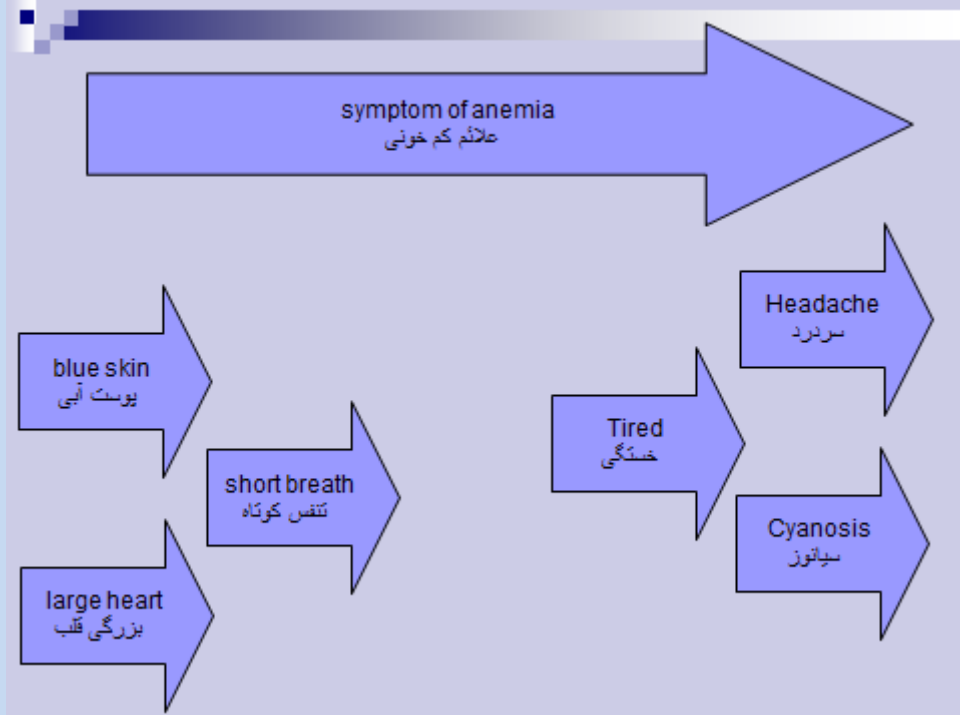 symptom of anemia
علائم کم خونی
Headache
سردرد
blue skin
پوست آبی
Tired
خستگی
short breath
تنفس کوتاه
Cyanosis
سیانوز
large heart
بزرگی قلب